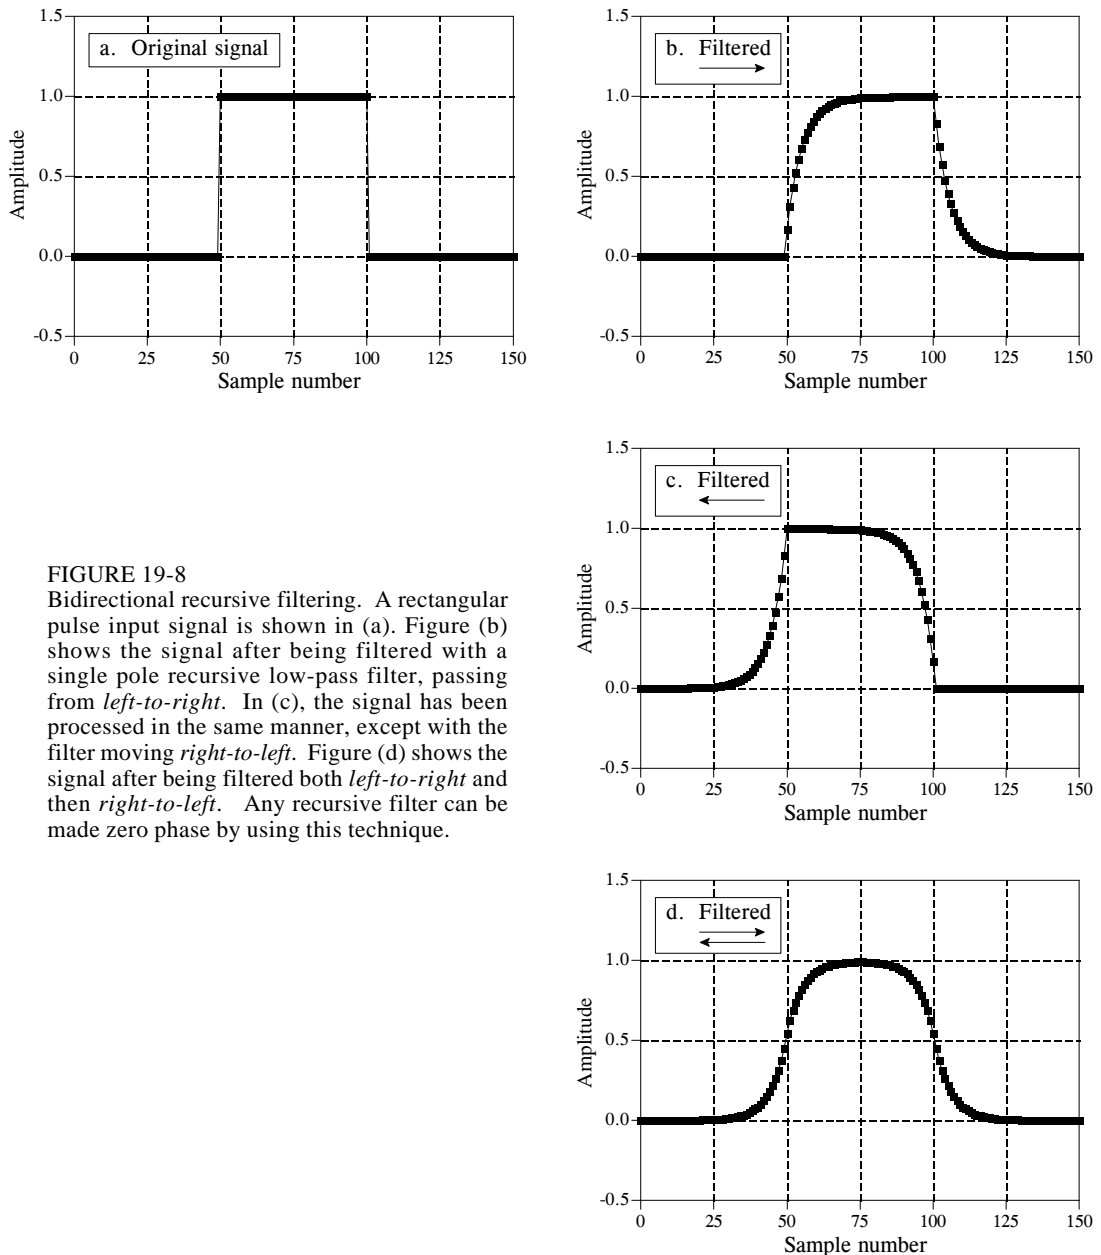 a. Original signal
Amplitude
1.5
1.0
0.5
0.0
-0.5
0 25 50 75 100 125 150
Sample number
b. Filtered
Amplitude
1.5
1.0
0.5
0.0
-0.5
0 25 50 75 100 125 150
Sample number
c. Filtered
Amplitude
1.5
1.0
0.5
0.0
-0.5
0 25 50 75 100 125 150
Sample number
FIGURE 19-8
Bidirectional recursive filtering. A rectangular
pulse input signal is shown in (a). Figure (b)
shows the signal after being filtered with a
single pole recursive low-pass filter, passing
from left-to-right. In (c), the signal has been
processed in the same manner, except with the
filter moving right-to-left. Figure (d) shows the
signal after being filtered both left-to-right and
then right-to-left. Any recursive filter can be
made zero phase by using this technique.
d. Filtered
Amplitude
1.5
1.0
0.5
0.0
-0.5
0 25 50 75 100 125 150
Sample number